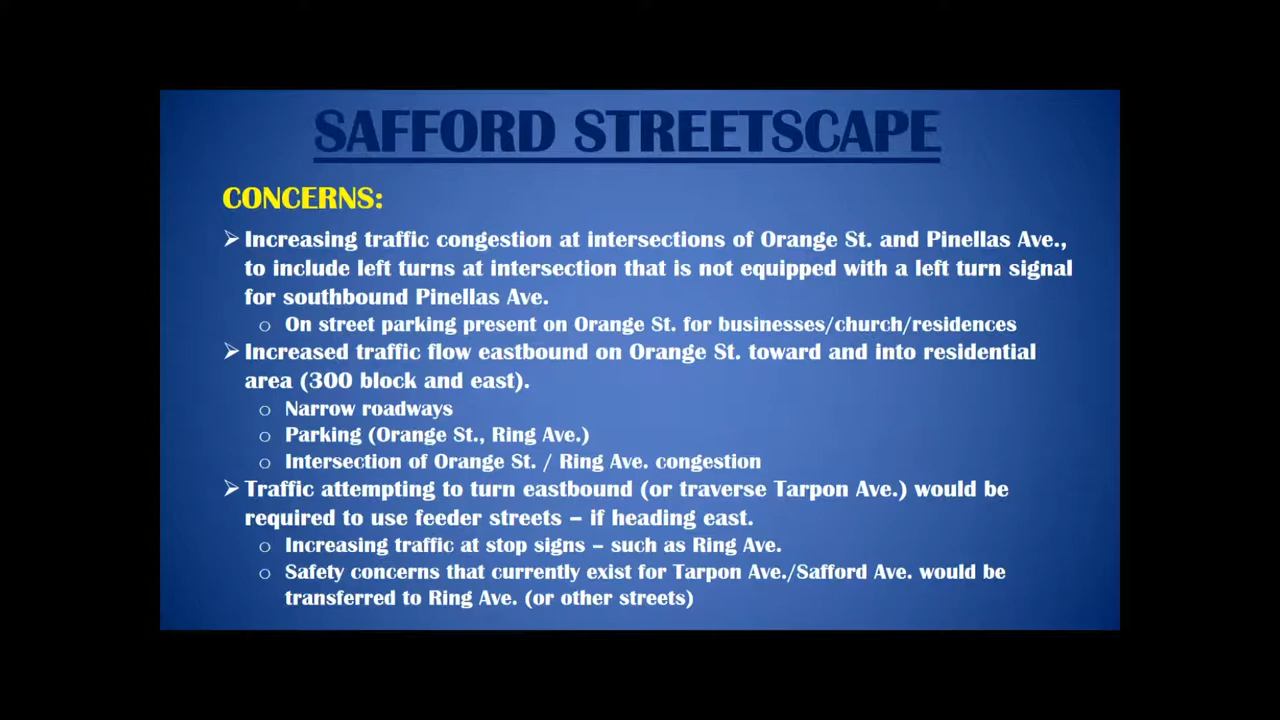 SAFFORD STREETSCAPE
CONCERNS:
Increasing traffic congestion at intersections of Orange St. and Pinellas Ave.,
to include left turns at intersection that is not equipped with a left turn signal
for southbound Pinellas Ave.
On street parking present on Orange St. for businesses/church/residences
Increased traffic flow eastbound on Orange St. toward and into residential
area (300 block and east).
Narrow roadways
Parking (Orange St., Ring Ave.)
Intersection of Orange St. / Ring Ave. congestion
Traffic attempting to turn eastbound (or traverse Tarpon Ave.) would be
required to use feeder streets – if heading east.
Increasing traffic at stop signs – such as Ring Ave.
Safety concerns that currently exist for Tarpon Ave./Safford Ave. would be
transferred to Ring Ave. (or other streets)